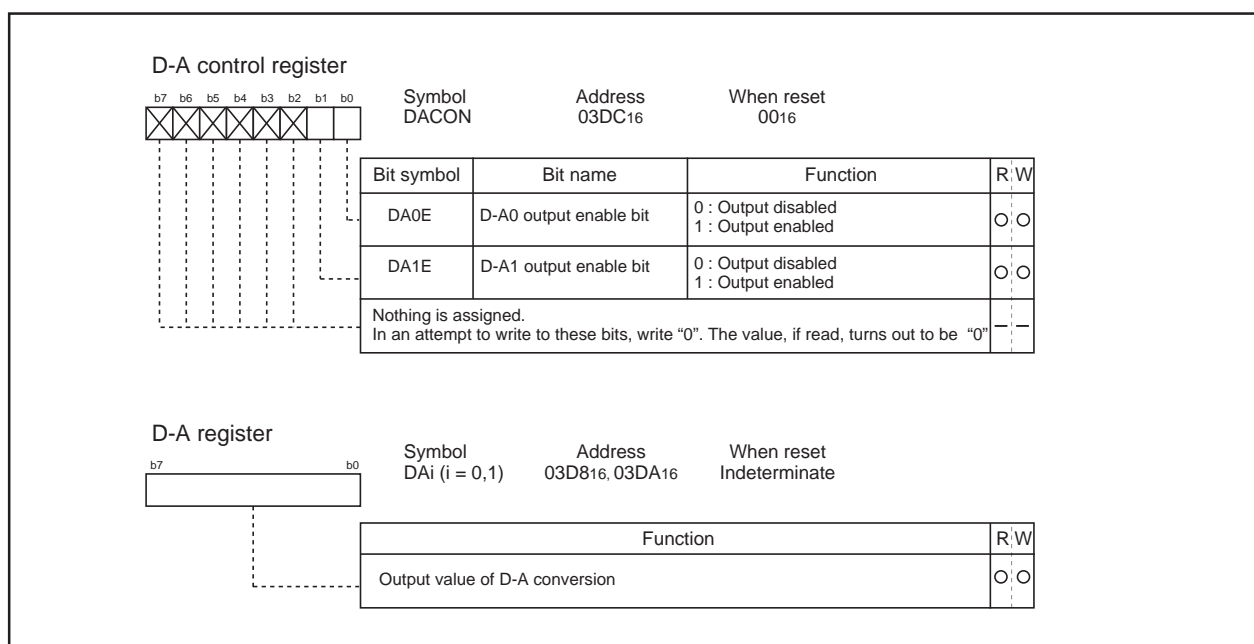 D-A control register
b7 b6 b5 b4 b3 b2 b1 b0
Symbol Address When reset
DACON 03DC16 0016
Bit symbol Bit name Function R W
DA0E D-A0 output enable bit 0 : Output disabled
1 : Output enabled
DA1E D-A1 output enable bit 0 : Output disabled
1 : Output enabled
Nothing is assigned.
In an attempt to write to these bits, write “0”. The value, if read, turns out to be “0”
D-A register
b7 b0
Symbol Address When reset
DAi (i = 0,1) 03D816, 03DA16 Indeterminate
Function R W
Output value of D-A conversion